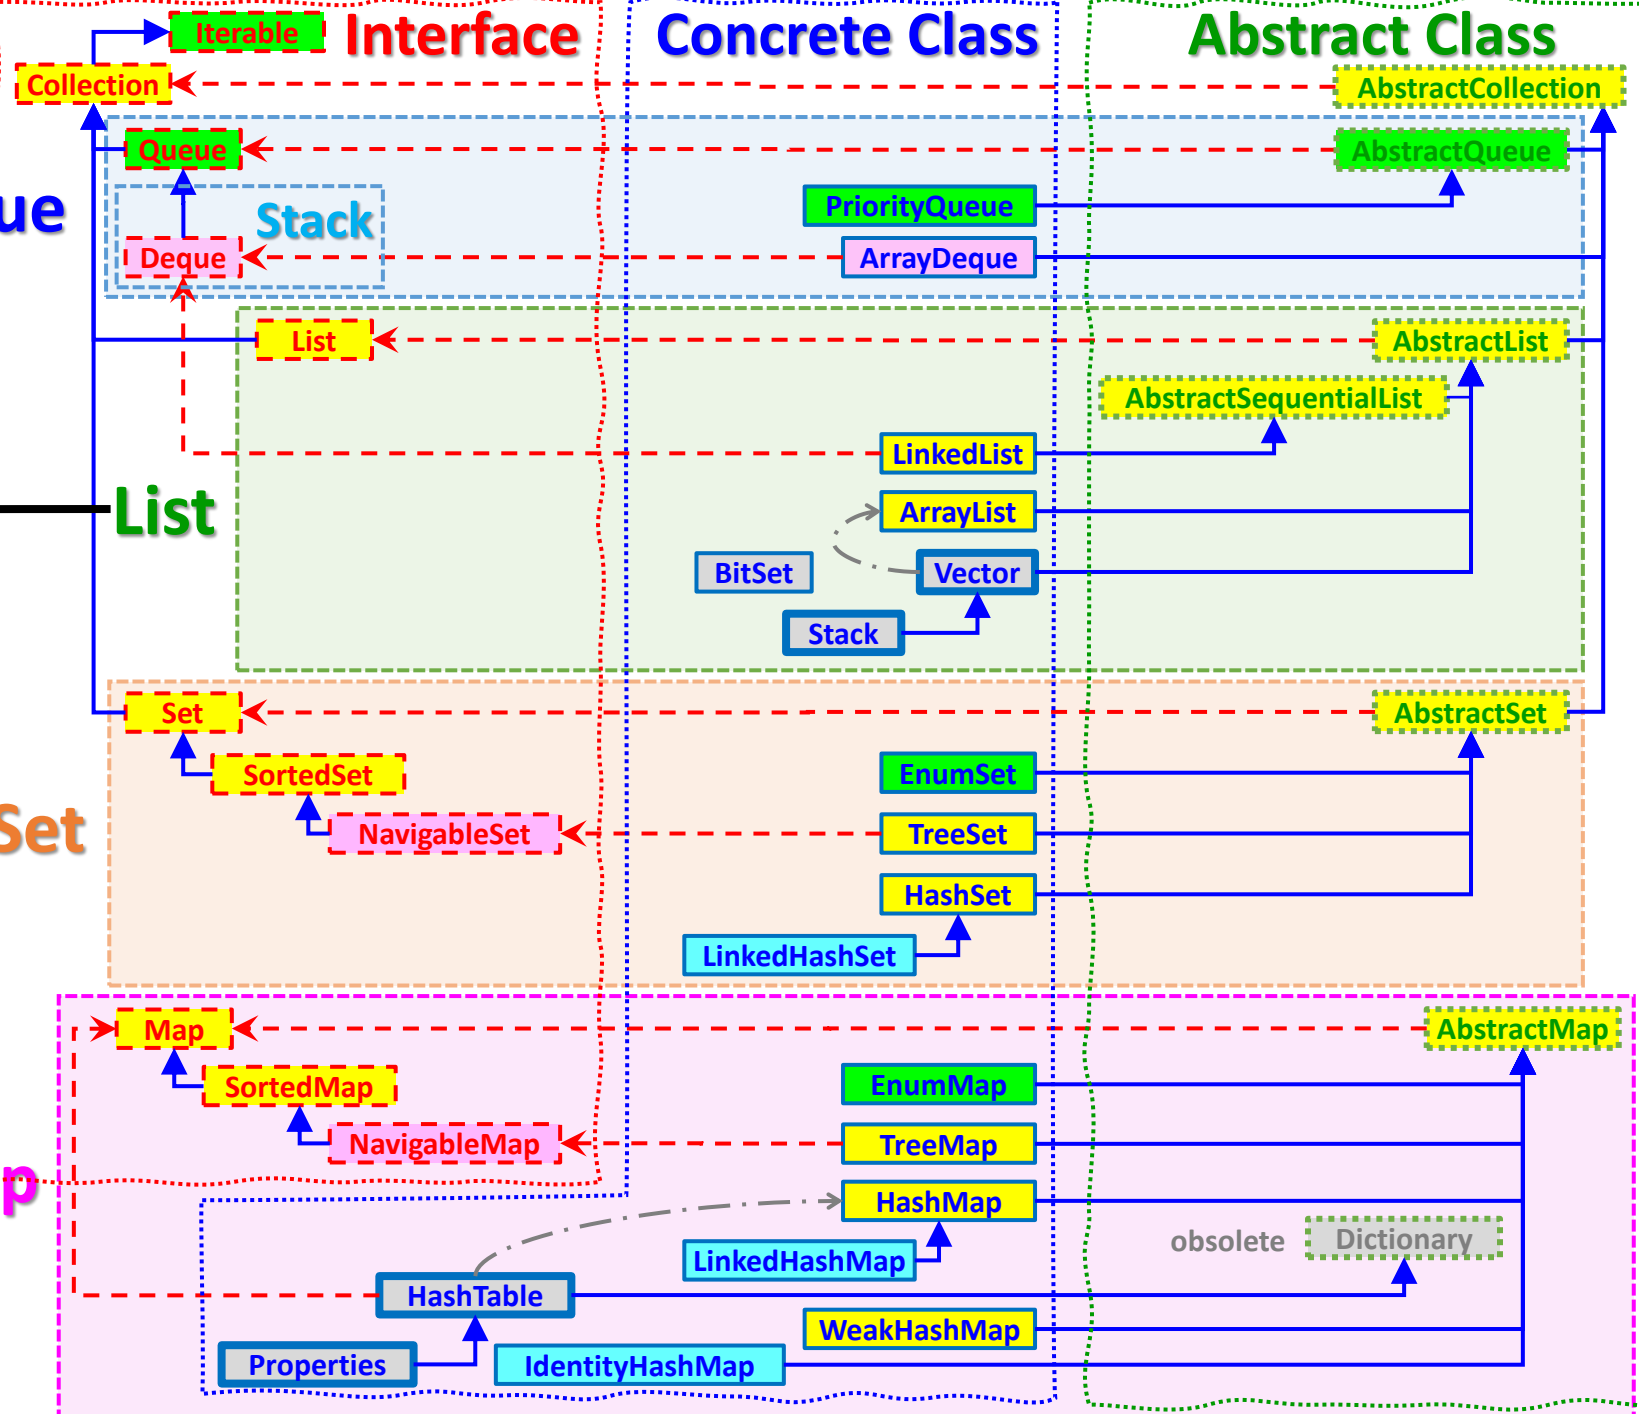 Iterable
Interface
Concrete Class
Abstract Class
Collection
AbstractCollection
Queue
AbstractQueue
ue
Stack
PriorityQueue
Deque
ArrayDeque
List
AbstractList
AbstractSequentialList
LinkedList
List
ArrayList
BitSet
Vector
Stack
Set
AbstractSet
SortedSet
EnumSet
Set
NavigableSet
TreeSet
HashSet
LinkedHashSet
Map
AbstractMap
SortedMap
EnumMap
NavigableMap
TreeMap
p
HashMap
obsolete
Dictionary
LinkedHashMap
HashTable
WeakHashMap
Properties
IdentityHashMap